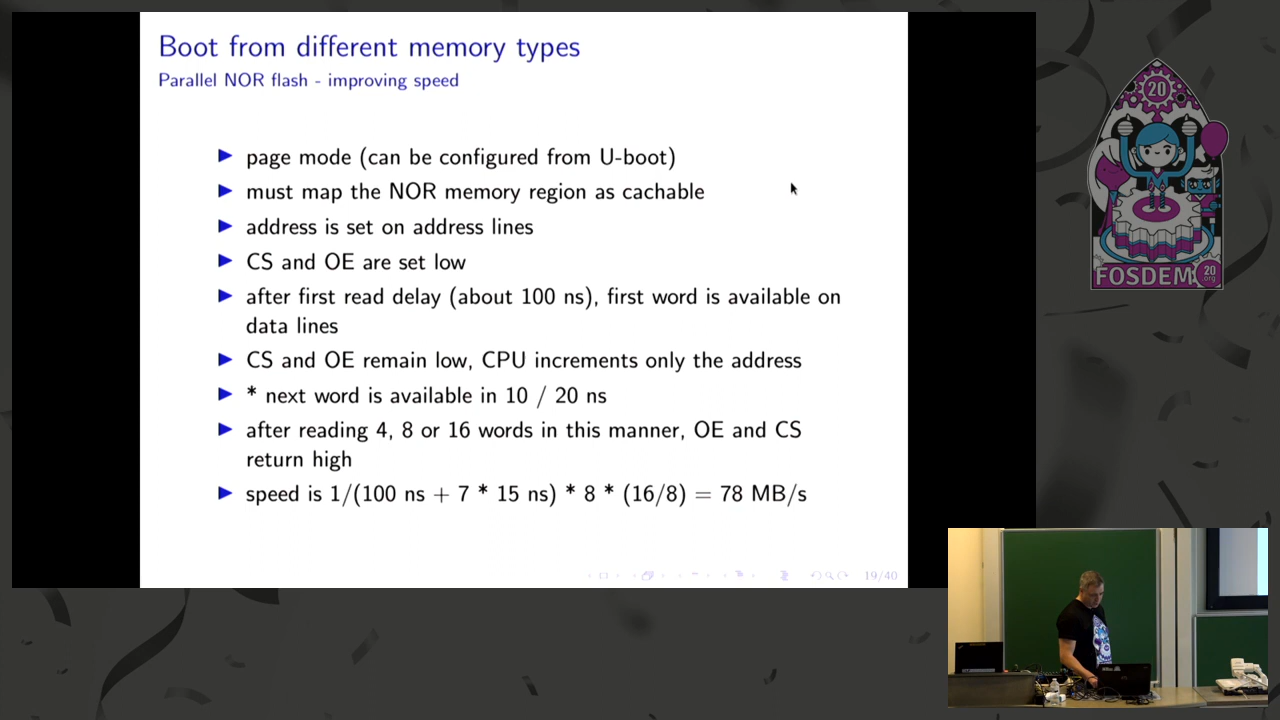 Boot from different memory types
Parallel NOR flash - improving speed
page mode (can be configured from U-boot)
must map the NOR memory region as cachable
address is set on address lines
CS and OE are set low
after first read delay (about 100 ns), first word is available on
data lines
CS and OE remain low, CPU increments only the address
* next word is available in 10 / 20 ns
after reading 4, 8 or 16 words in this manner, OE and CS
return high
speed is 1/(100 ns + 7 * 15 ns) * 8 * (16/8) = 78 MB/s
19/40
20
FOSDEM
20
.org